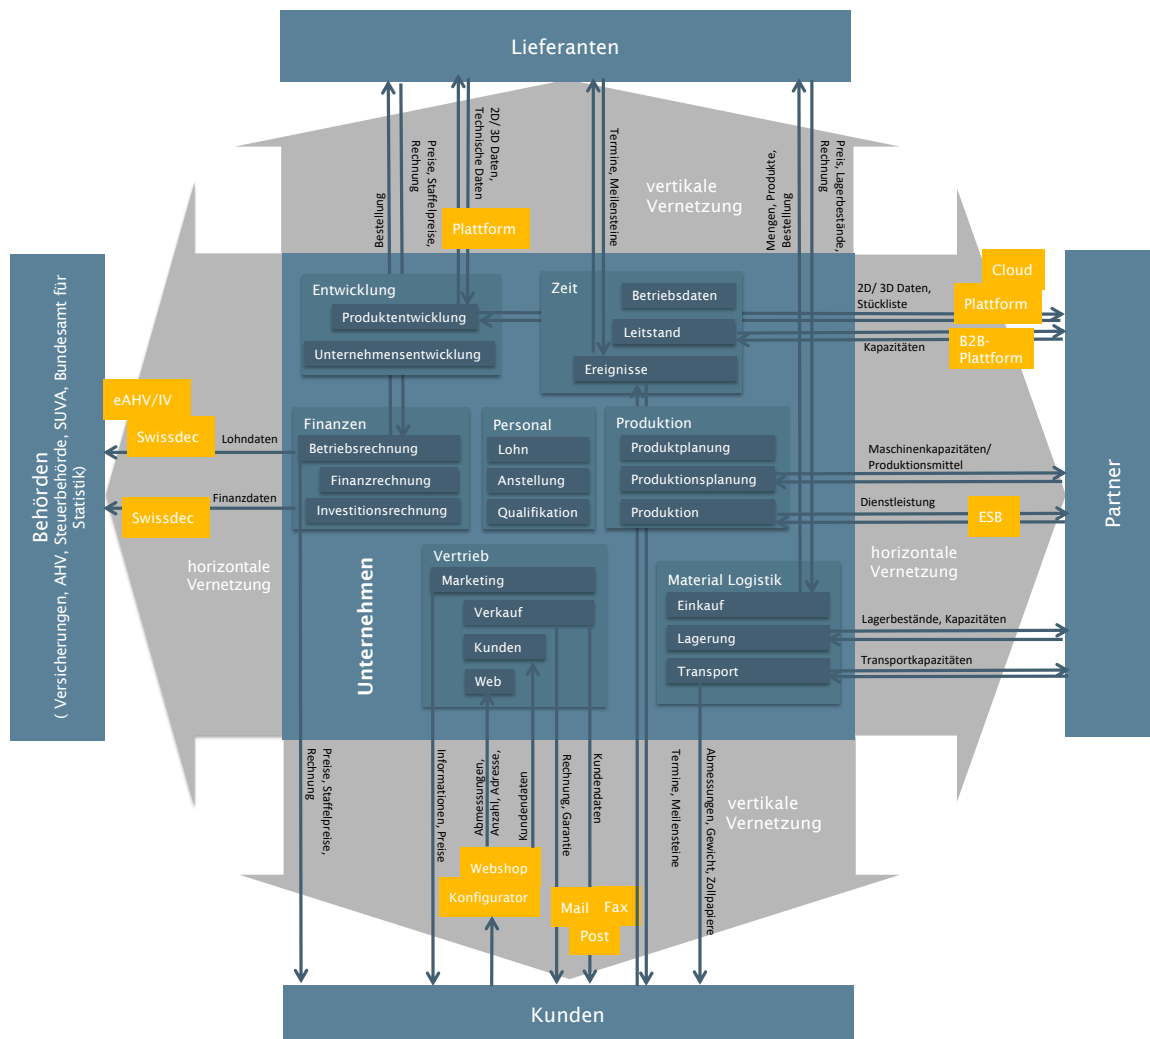 Lieferanten
2D/ 3D Daten,
Technische Daten
Preise, Staffelpreise,
Rechnung
Bestellung
Termine, Meilensteine
Preis, Lagerbestände,
Rechnung
Bestellung
Mengen, Produkte,
vertikale
Vernetzung
Plattform
Behörden
( Versicherungen, AHV, Steuerbehörde, SUVA, Bundesamt für
Statistik)
Entwicklung
Produktentwicklung
Unternehmensentwicklung
Zeit
Betriebsdaten
Leitstand
Ereignisse
2D/ 3D Daten,
Stückliste
Kapazitäten
Cloud
Plattform
B2B-
Plattform
Partner
eAHV/IV
Swissdec
Lohndaten
Swissdec
Finanzdaten
horizontale
Vernetzung
Finanzen
Betriebsrechnung
Finanzrechnung
Investitionsrechnung
Personal
Lohn
Anstellung
Qualifikation
Produktion
Produktplanung
Produktionsplanung
Produktion
Maschinenkapazitäten/
Produktionsmittel
Dienstleistung
ESB
horizontale
Vernetzung
Unternehmen
Vertrieb
Marketing
Verkauf
Kunden
Web
Material Logistik
Einkauf
Lagerung
Transport
Lagerbestände, Kapazitäten
Transportkapazitäten
Preise, Staffelpreise,
Rechnung
Informationen, Preise
Anzahl, Adresse,
Abmessungen,
Kundendaten
Rechnung, Garantie
Kundendaten
Termine, Meilensteine
Abmessungen, Gewicht, Zollpapiere
vertikale
Vernetzung
Webshop
Konfigurator
Mail
Fax
Post
Kunden